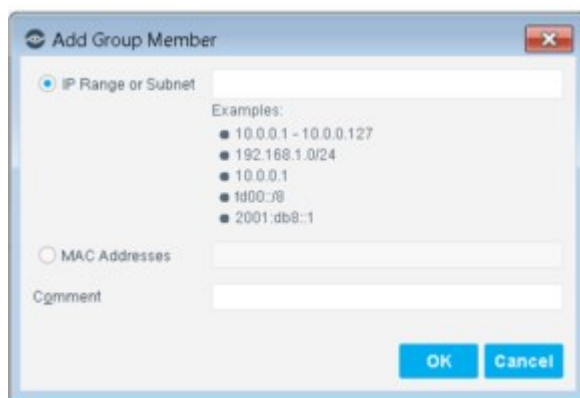 Add Group Member
IP Range or Subnet
Examples:
10.0.0.1 - 10.0.0.127
192.168.1.0/24
10.0.0.1
fd00::/8
2001:db8::1
MAC Addresses
Comment
OK Cancel